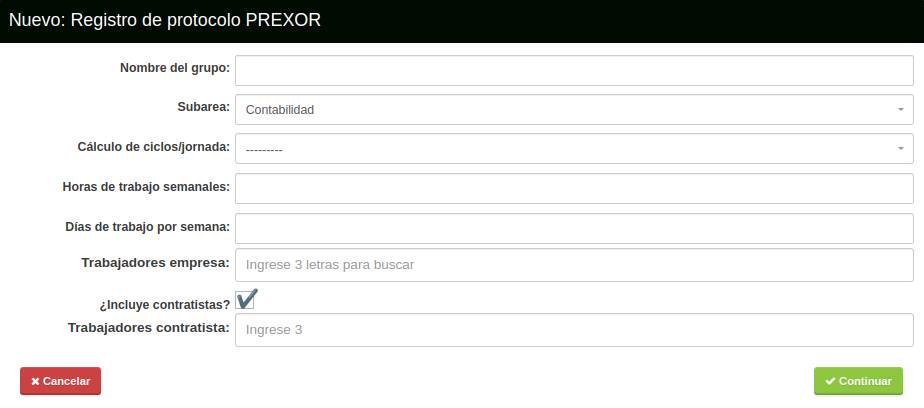 Nuevo: Registro de protocolo PREXOR
Nombre del grupo:
Subarea: Contabilidad
Cálculo de ciclos/jornada: ---------
Horas de trabajo semanales:
Días de trabajo por semana:
Trabajadores empresa: Ingrese 3 letras para buscar
¿Incluye contratistas?
Trabajadores contratista: Ingrese 3
Cancelar Continuar